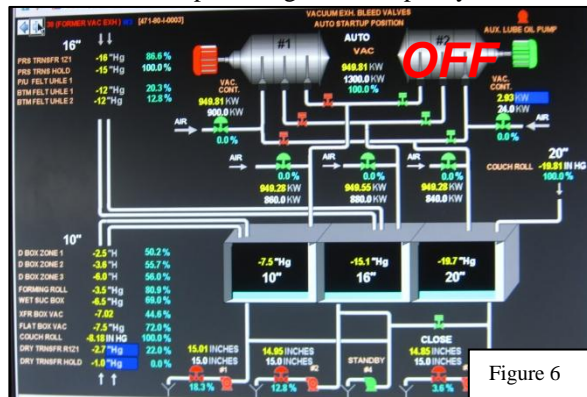 39 (FORMER VAC EXH) [471-60-I-0003]
VACUUM EXH. BLEED VALVES
AUTO STARTUP POSITION
16"
PRS TRNSFR 121 -16 "Hg 86.6 %
PRS TRNS HOLD -15 "Hg 100.0 %
P/U FELT UHLE 1
BTM FELT UHLE 1 -12 "Hg 20.3 %
BTM FELT UHLE 2 -12 "Hg 12.8 %
#1
AUTO
VAC
949.81 KW
1300.0 KW
100.0 %
#2
OFF
AUX. LUBE OIL PUMP
VAC.
CONT.
949.81 KW
900.0 KW
AIR
0.0 %
VAC.
CONT.
2.93 KW
24.0 KW
AIR
0.0 %
AIR
0.0 %
949.28 KW
860.0 KW
AIR
0.0 %
949.55 KW
880.0 KW
AIR
0.0 %
949.28 KW
840.0 KW
20"
COUCH ROLL -19.81 IN HG
100.0 %
-7.5 "Hg
10"
-15.1 "Hg
16"
-19.7 "Hg
20"
10"
D BOX ZONE 1 -2.5 "H 50.2 %
D BOX ZONE 2 -3.6 "H 55.7 %
D BOX ZONE 3 -6.0 "H 56.0 %
FORMING ROLL -3.5 "Hg 80.9 %
WET SUC BOX -6.5 "Hg 69.0 %
XFR BOX VAC -7.02 44.6 %
FLAT BOX VAC -7.5 "Hg 72.0 %
COUCH ROLL -8.18 IN HG 100.0 %
DRY TRNSFR R121 -2.7 "Hg 22.0 %
DRY TRNSFR HOLD -1.0 "Hg 0.0 %
15.01 INCHES
15.0 INCHES
#1
18.3 %
14.95 INCHES
15.0 INCHES
#2
12.8 %
STANDBY
#4
CLOSE
14.85 INCHES
15.0 INCHES
3.6 %
Figure 6